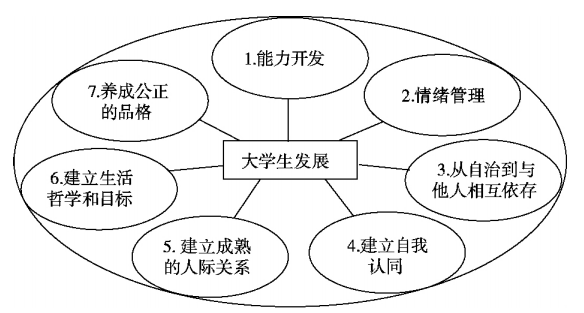 1.能力开发
2.情绪管理
3.从自治到与
他人相互依存
4.建立自我
认同
5. 建立成熟
的人际关系
6.建立生活
哲学和目标
7.养成公正
的品格
大学生发展